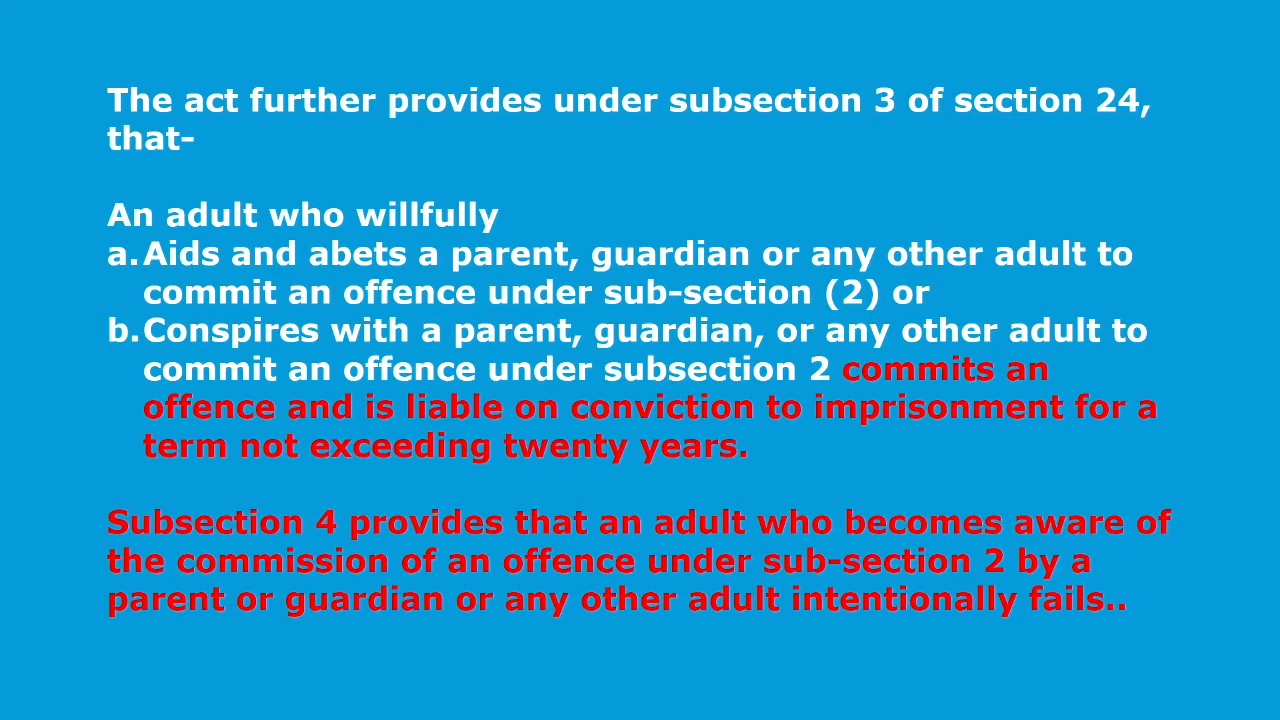 The act further provides under subsection 3 of section 24,
that-
An adult who willfully
a. Aids and abets a parent, guardian or any other adult to
commit an offence under sub-section (2) or
b. Conspires with a parent, guardian, or any other adult to
commit an offence under subsection 2 commits an
offence and is liable on conviction to imprisonment for a
term not exceeding twenty years.
Subsection 4 provides that an adult who becomes aware of
the commission of an offence under sub-section 2 by a
parent or guardian or any other adult intentionally fails..